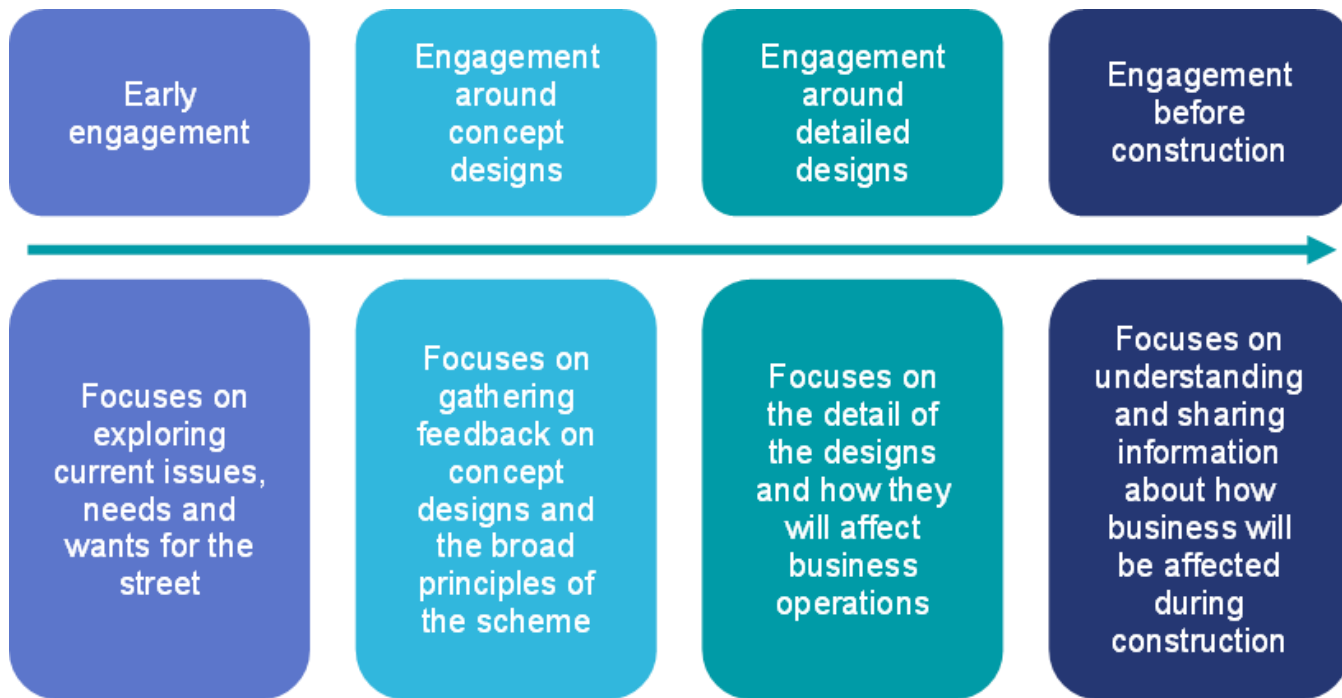 Early
engagement
Engagement
around
concept
designs
Engagement
around
detailed
designs
Engagement
before
construction
Focuses on
exploring
current issues,
needs and
wants for the
street
Focuses on
gathering
feedback on
concept
designs and
the broad
principles of
the scheme
Focuses on
the detail of
the designs
and how they
will affect
business
operations
Focuses on
understanding
and sharing
information
about how
business will
be affected
during
construction